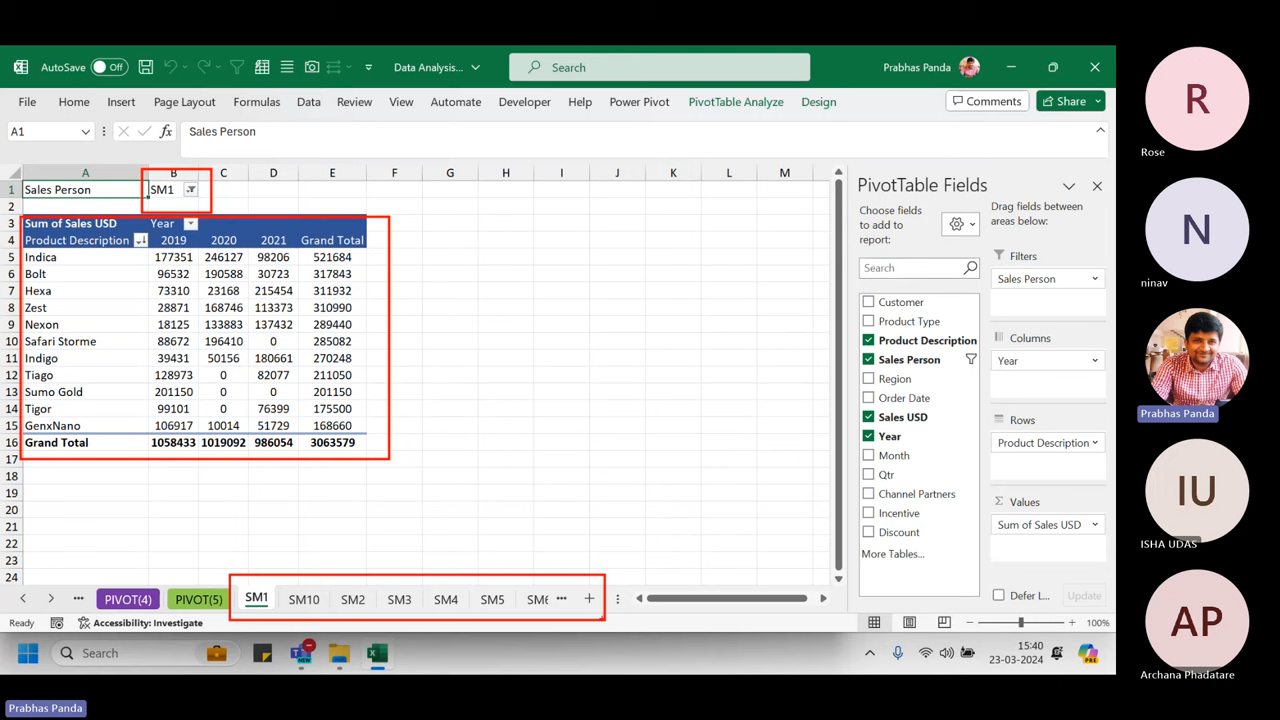 AutoSave Off Data Analysis... Search Prabhas Panda
File Home Insert Page Layout Formulas Data Review View Automate Developer Help Power Pivot PivotTable Analyze Design Comments Share
A1 fx Sales Person
A B C D E F G H I J K L M
1 Sales Person SM1
2
3 Sum of Sales USD Year
4 Product Description 2019 2020 2021 Grand Total
5 Indica 177351 246127 98206 521684
6 Bolt 96532 190588 30723 317843
7 Hexa 73310 23168 215454 311932
8 Zest 28871 168746 113373 310990
9 Nexon 18125 133883 137432 289440
10 Safari Storme 88672 196410 0 285082
11 Indigo 39431 50156 180661 270248
12 Tiago 128973 0 82077 211050
13 Sumo Gold 201150 0 0 201150
14 Tigor 99101 0 76399 175500
15 GenxNano 106917 10014 51729 168660
16 Grand Total 1058433 1019092 986054 3063579
17
18
19
20
21
22
23
24
PivotTable Fields
Choose fields
to add to
report:
Search
Customer
Product Type
Product Description
Sales Person
Region
Order Date
Sales USD
Year
Month
Qtr
Channel Partners
Incentive
Discount
More Tables...
Drag fields between
areas below:
Filters
Sales Person
Columns
Year
Rows
Product Description
Σ Values
Sum of Sales USD
Defer L... Update
PIVOT(4) PIVOT(5) SM1 SM10 SM2 SM3 SM4 SM5 SM6
Ready Accessibility: Investigate 100%
Search NEW 15:40
23-03-2024 PRE
R
Rose
N
ninav
Prabhas Panda
IU
ISHA UDAS
AP
Archana Phadatare
Prabhas Panda